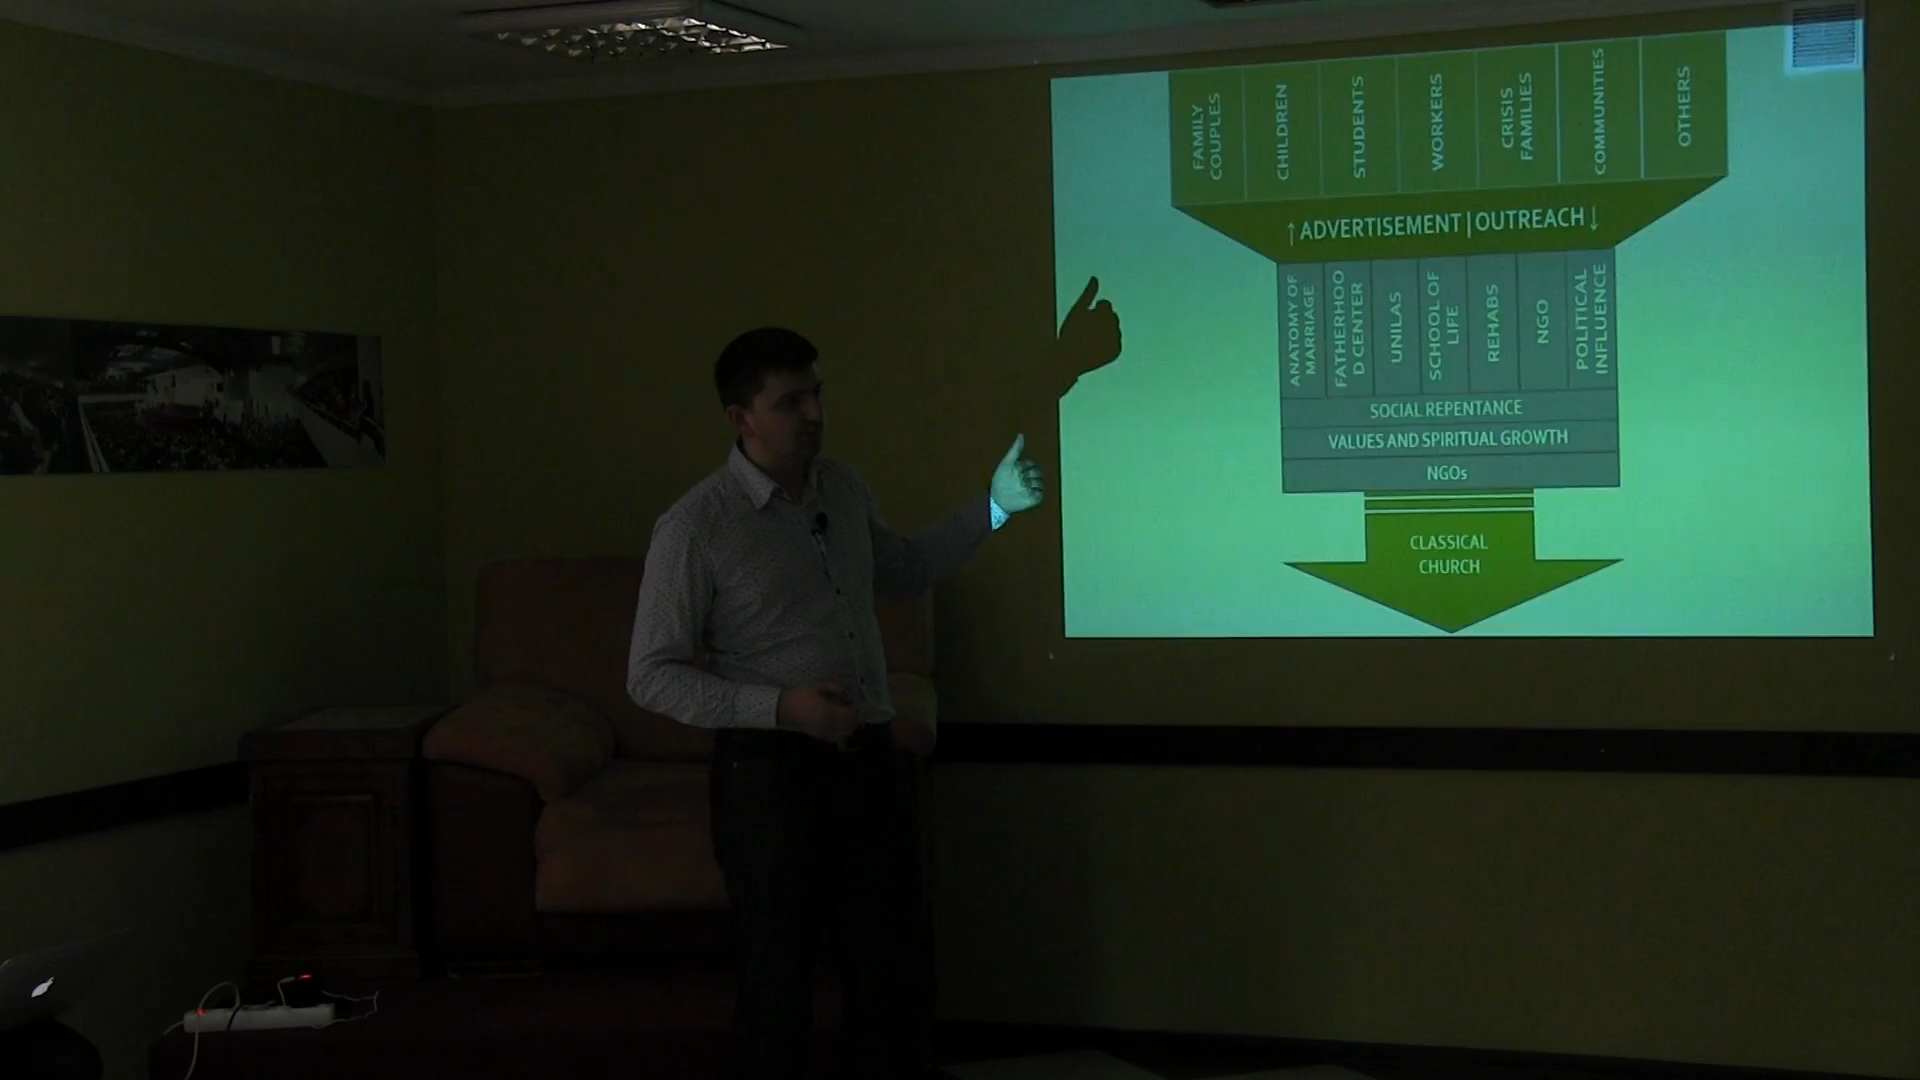 FAMILY
COUPLES
CHILDREN
STUDENTS
WORKERS
CRISIS
FAMILIES
COMMUNITIES
OTHERS
↑ADVERTISEMENT|OUTREACH↓
ANATOMY OF
MARRIAGE
FATHERHOO
D CENTER
UNILAS
SCHOOL OF
LIFE
REHABS
NGO
POLITICAL
INFLUENCE
SOCIAL REPENTANCE
VALUES AND SPIRITUAL GROWTH
NGOs
CLASSICAL
CHURCH